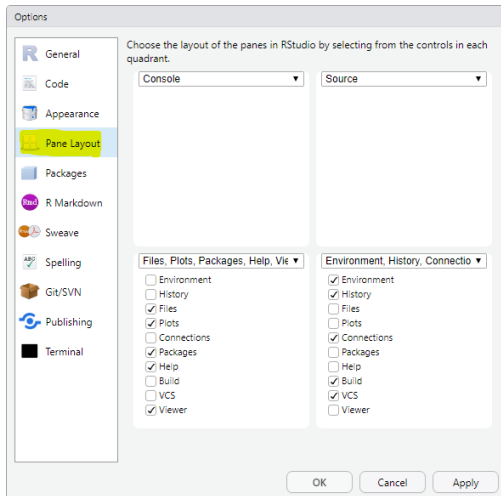 Options
General
Code
Appearance
Pane Layout
Packages
Rmd
R Markdown
Sweave
ABC
Spelling
Git/SVN
Publishing
Terminal
Choose the layout of the panes in RStudio by selecting from the controls in each
quadrant.
Console
Source
Files, Plots, Packages, Help, Vie
Environment
History
Files
Plots
Connections
Packages
Help
Build
VCS
Viewer
Environment, History, Connectio
Environment
History
Files
Plots
Connections
Packages
Help
Build
VCS
Viewer
OK
Cancel
Apply